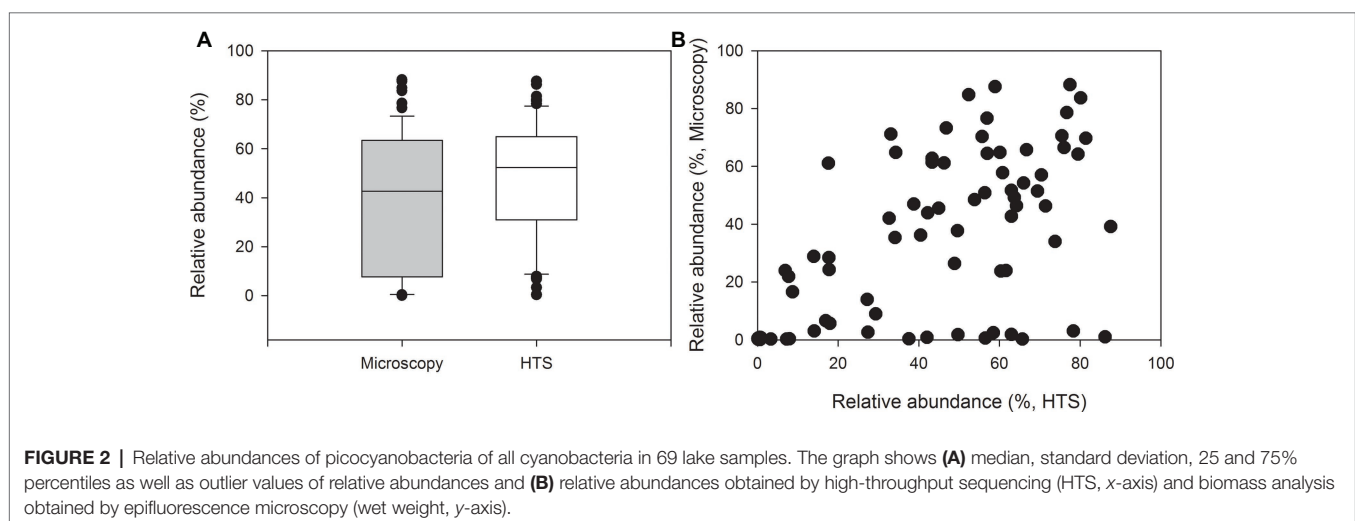 A
Relative abundance (%)
100
80
60
40
20
0
Microscopy
HTS
B
Relative abundance (%, Microscopy)
100
80
60
40
20
0
0
20
40
60
80
100
Relative abundance (%, HTS)
FIGURE 2 | Relative abundances of picocyanobacteria of all cyanobacteria in 69 lake samples. The graph shows (A) median, standard deviation, 25 and 75%
percentiles as well as outlier values of relative abundances and (B) relative abundances obtained by high-throughput sequencing (HTS, x-axis) and biomass analysis
obtained by epifluorescence microscopy (wet weight, y-axis).